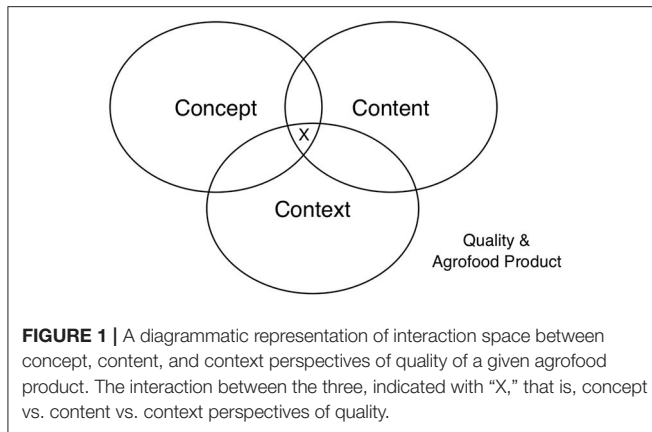 Concept
Content
X
Context
Quality &
Agrofood Product
FIGURE 1 | A diagrammatic representation of interaction space between
concept, content, and context perspectives of quality of a given agrofood
product. The interaction between the three, indicated with “X,” that is, concept
vs. content vs. context perspectives of quality.